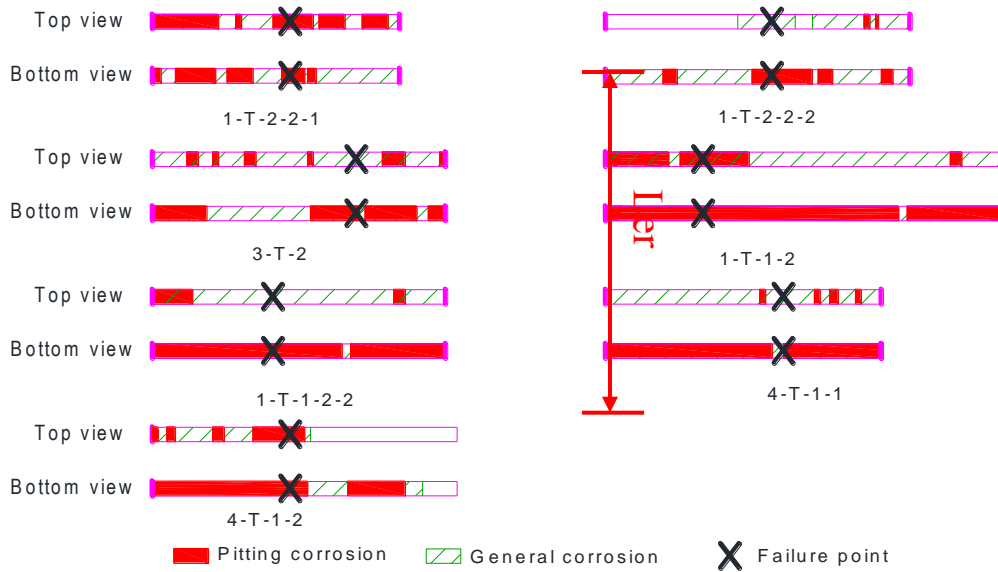 Top view
Bottom view
1-T-2-2-1
1-T-2-2-2
Top view
Bottom view
3-T-2
1-T-1-2
Top view
Bottom view
1-T-1-2-2
4-T-1-1
Top view
Bottom view
4-T-1-2
Ler
Pitting corrosion
General corrosion
Failure point